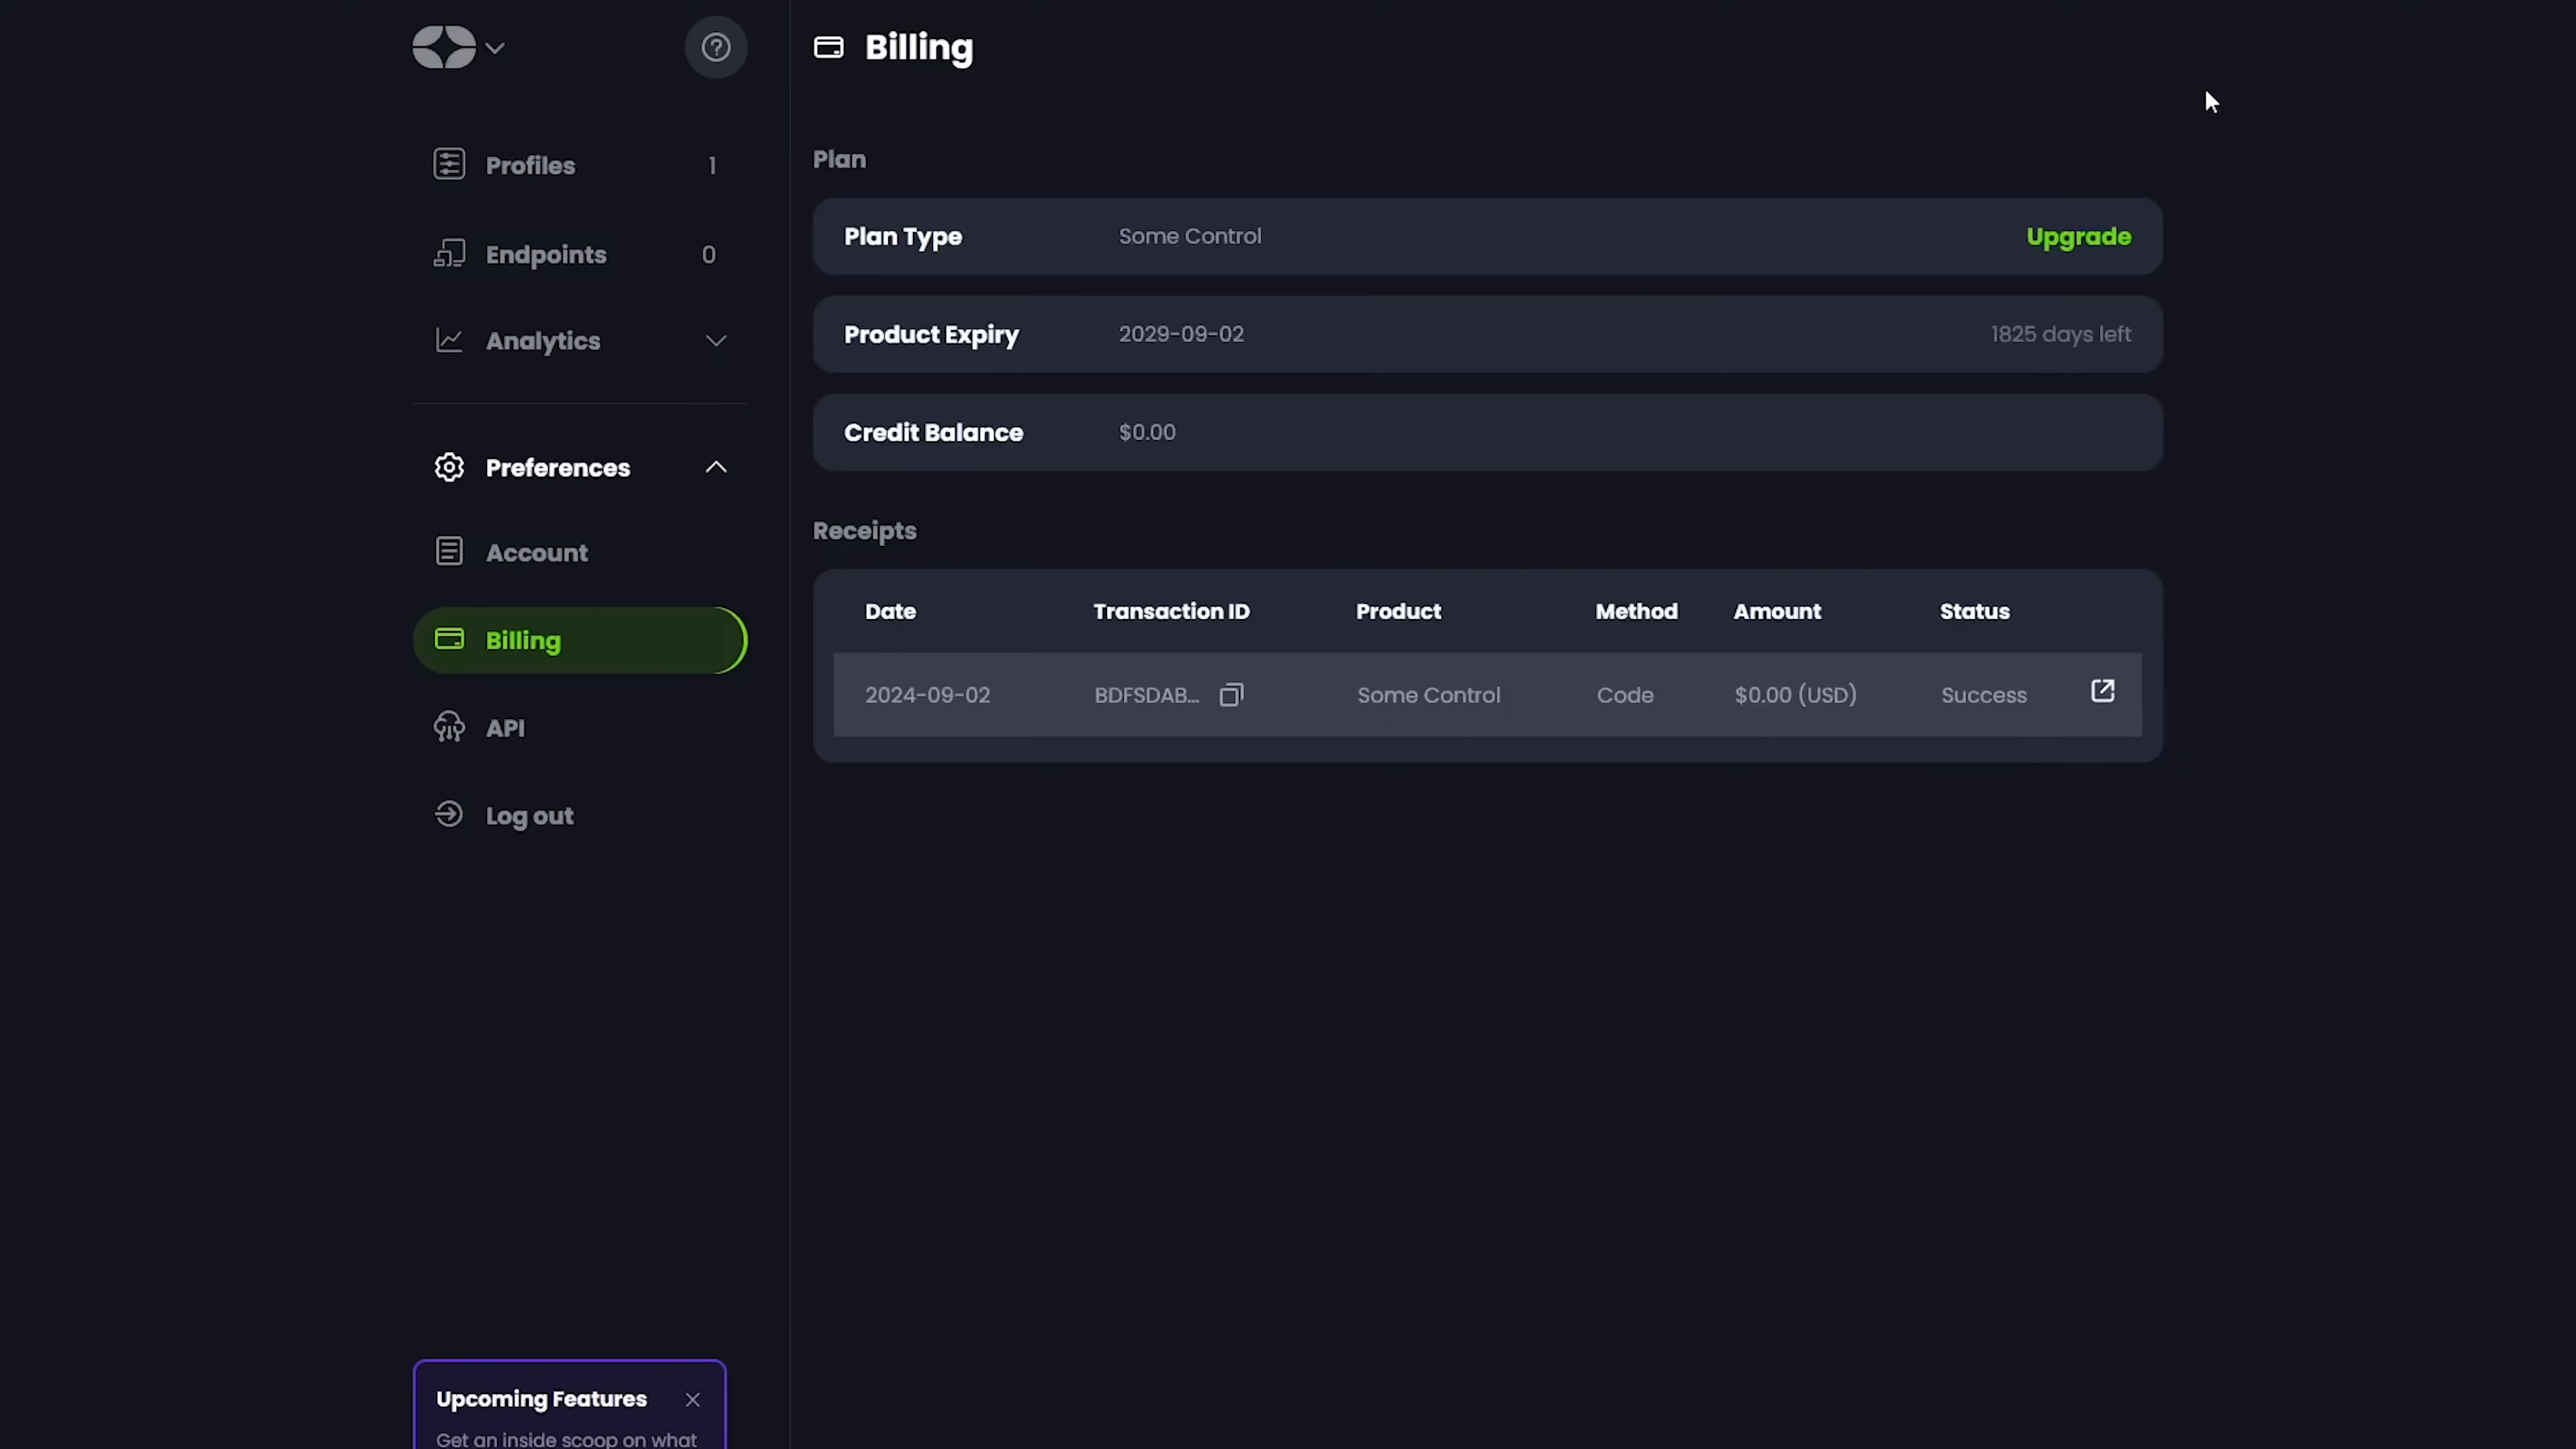 Billing
Profiles 1
Endpoints 0
Analytics
Preferences
Account
Billing
API
Log out
Upcoming Features
Get an inside scoop on what
Plan
Plan Type Some Control Upgrade
Product Expiry 2029-09-02 1825 days left
Credit Balance $0.00
Receipts
Date Transaction ID Product Method Amount Status
2024-09-02 BDFSDAB... Some Control Code $0.00 (USD) Success